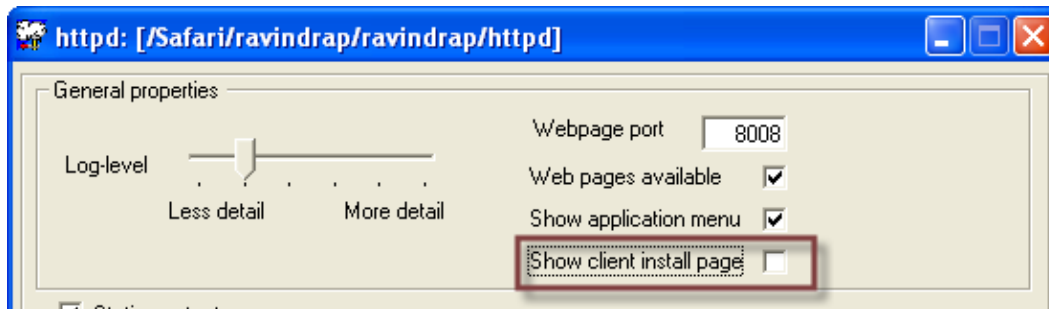 httpd: [/Safari/ravindrap/ravindrap/httpd]
General properties
Log-level
Less detail More detail
Webpage port 8008
Web pages available
Show application menu
Show client install page